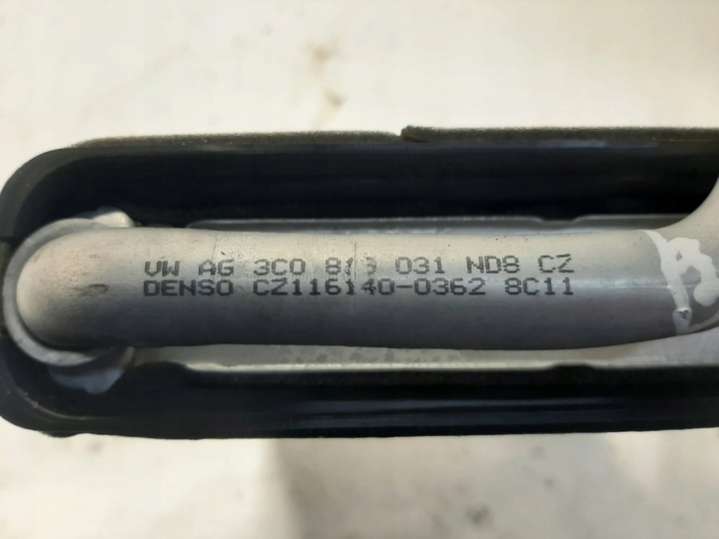 VW AG 3C0 031 ND8 CZ
DENSO CZ116140-0362 8C11